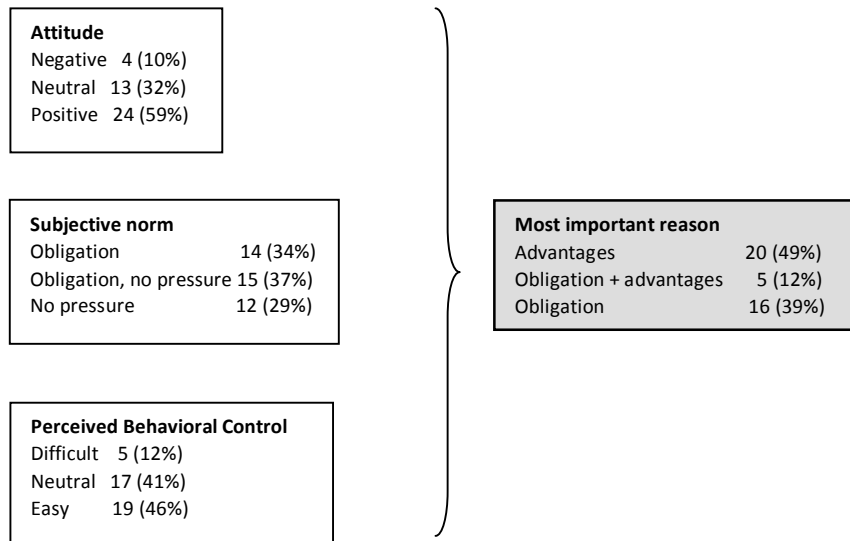 Attitude
Negative 4 (10%)
Neutral 13 (32%)
Positive 24 (59%)
Subjective norm
Obligation 14 (34%)
Obligation, no pressure 15 (37%)
No pressure 12 (29%)
Most important reason
Advantages 20 (49%)
Obligation + advantages 5 (12%)
Obligation 16 (39%)
Perceived Behavioral Control
Difficult 5 (12%)
Neutral 17 (41%)
Easy 19 (46%)